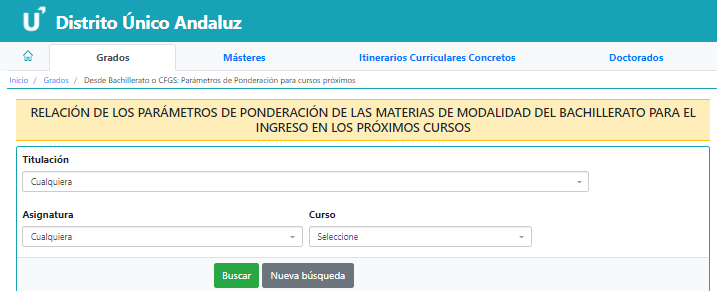 Distrito Único Andaluz
Grados Másteres Itinerarios Curriculares Concretos Doctorados
Inicio / Grados / Desde Bachillerato o CFGS: Parámetros de Ponderación para cursos próximos
RELACIÓN DE LOS PARÁMETROS DE PONDERACIÓN DE LAS MATERIAS DE MODALIDAD DEL BACHILLERATO PARA EL
INGRESO EN LOS PRÓXIMOS CURSOS
Titulación
Cualquiera
Asignatura Curso
Cualquiera Seleccione
Buscar Nueva búsqueda